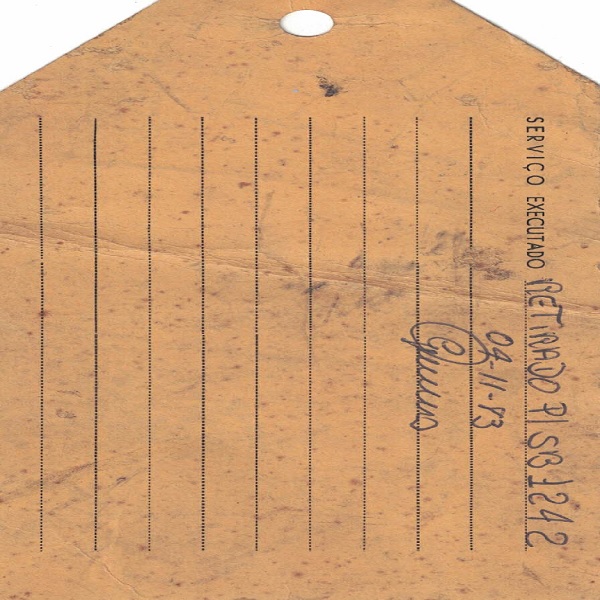 SERVIÇO EXECUTADO RETIRADO P/ SB 1242
04-11-83